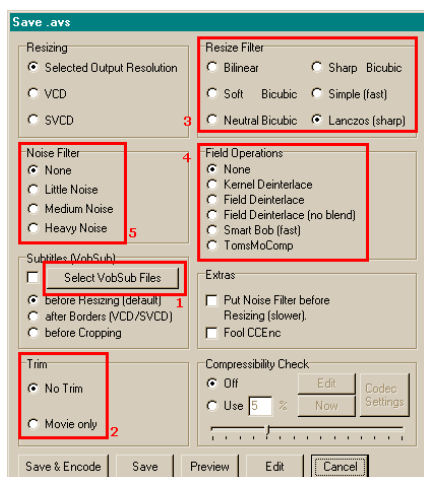 Save .avs
Resizing
Selected Output Resolution
VCD
SVCD
Resize Filter
Bilinear
Sharp Bicubic
Soft Bicubic
Simple (fast)
3
Neutral Bicubic
Lanczos (sharp)
Noise Filter
None
Little Noise
Medium Noise
Heavy Noise
5
4
Field Operations
None
Kernel Deinterlace
Field Deinterlace
Field Deinterlace (no blend)
Smart Bob (fast)
TomsMoComp
Subtitles (VobSub)
Select VobSub Files
1
before Resizing (default)
after Borders (VCD/SVCD)
before Cropping
Extras
Put Noise Filter before
Resizing (slower).
Fool CCEnc
Trim
No Trim
Movie only
2
Compressibility Check
Off
Edit
Use 5 %
Now
Codec
Settings
Save & Encode
Save
Preview
Edit
Cancel